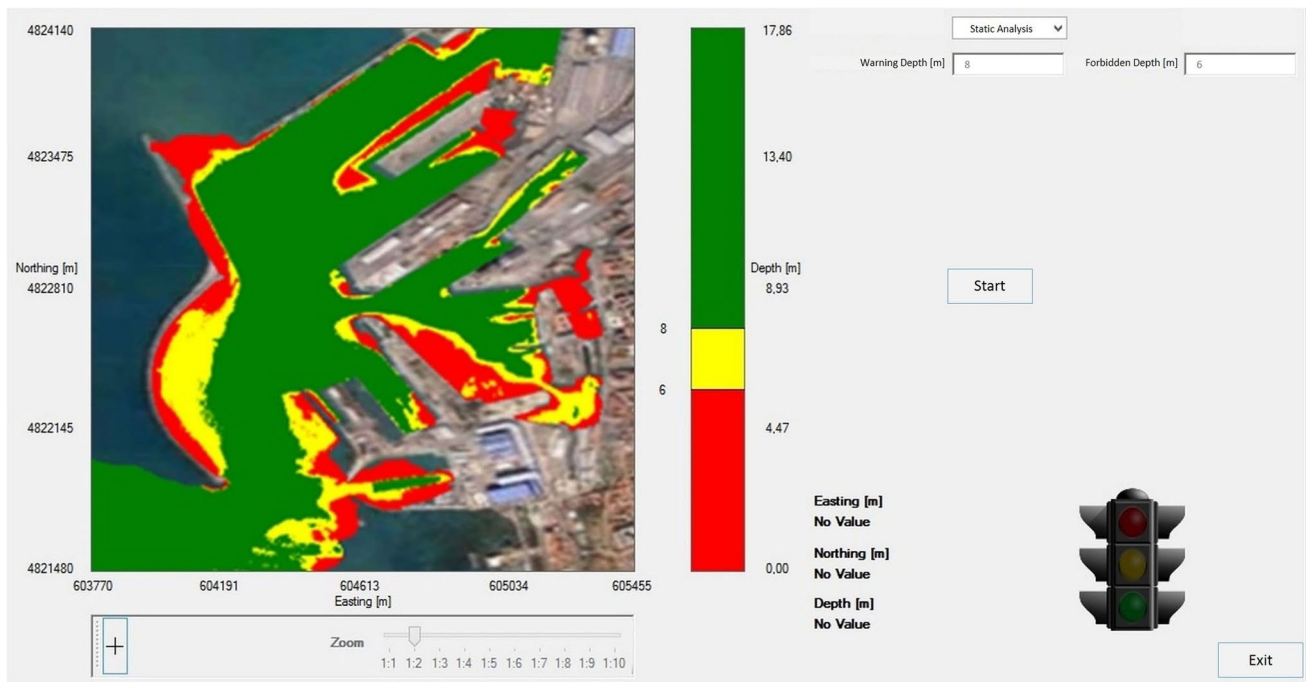 4824140
4823475
Northing [m]
4822810
4822145
4821480
603770 604191 604613 605034 605455
Easting [m]
17,86
13,40
Depth [m]
8,93
8
6
4,47
0,00
Static Analysis
Warning Depth [m] 8 Forbidden Depth [m] 6
Start
Easting [m]
No Value
Northing [m]
No Value
Depth [m]
No Value
Zoom
1:1 1:2 1:3 1:4 1:5 1:6 1:7 1:8 1:9 1:10
Exit